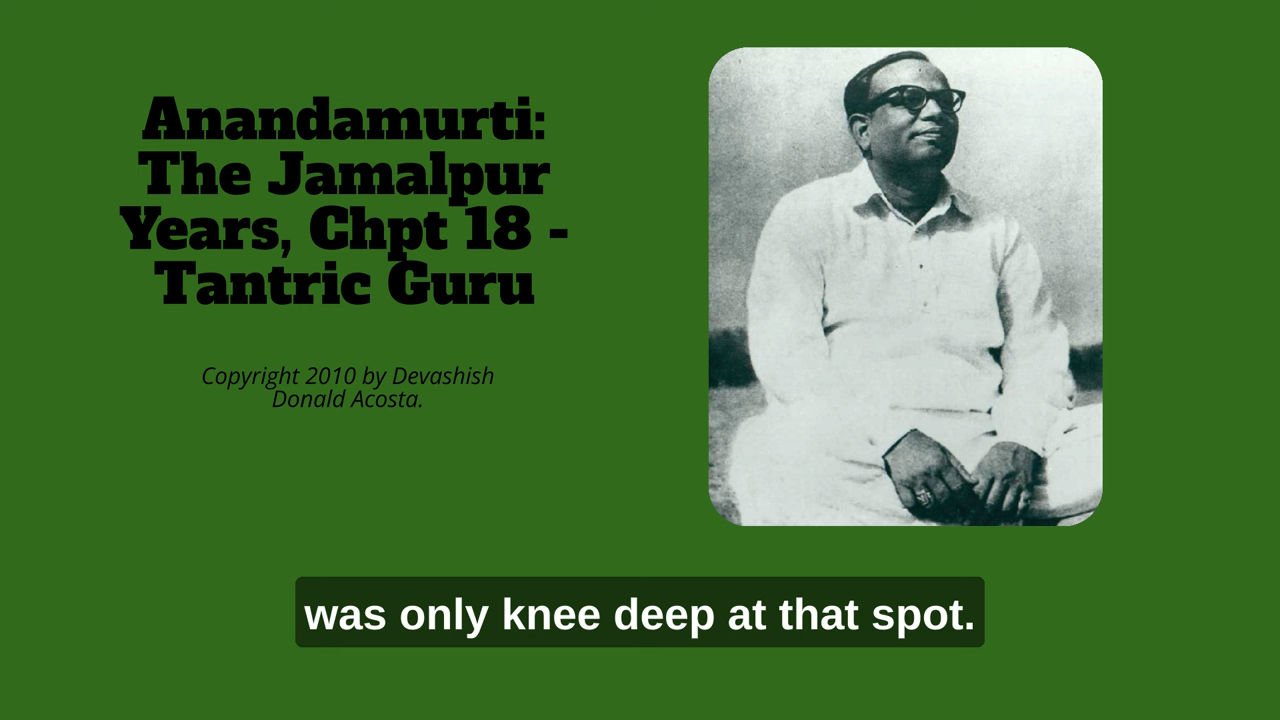 Anandamurti:
The Jamalpur
Years, Chpt 18 -
Tantric Guru
Copyright 2010 by Devashish
Donald Acosta.
was only knee deep at that spot.